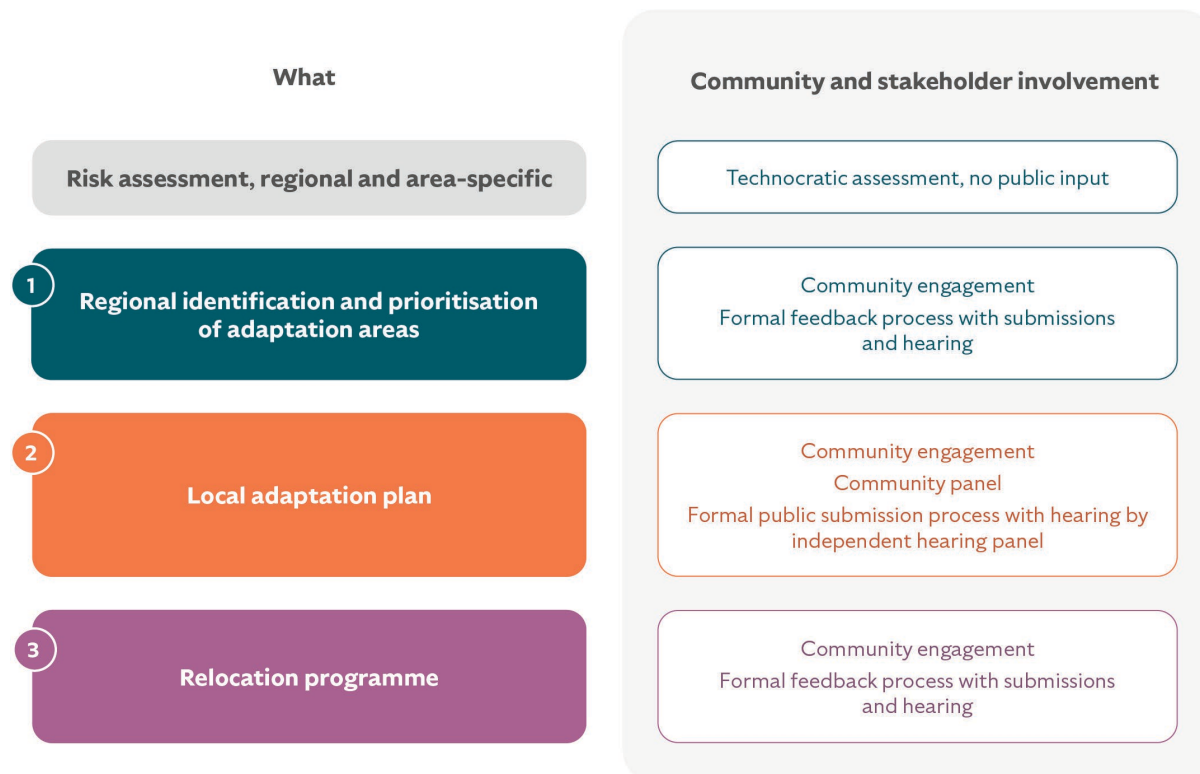 What
Community and stakeholder involvement
Risk assessment, regional and area-specific
Technocratic assessment, no public input
1
Regional identification and prioritisation
of adaptation areas
Community engagement
Formal feedback process with submissions
and hearing
2
Local adaptation plan
Community engagement
Community panel
Formal public submission process with hearing by
independent hearing panel
3
Relocation programme
Community engagement
Formal feedback process with submissions
and hearing